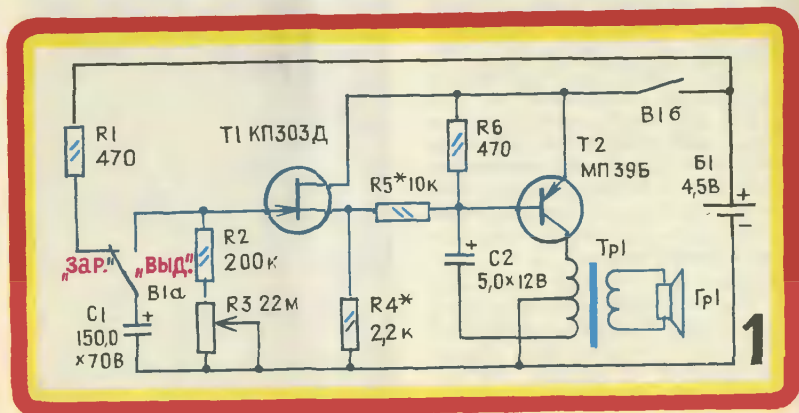 R1
470
T1 КП303Д
R6
470
T2
МП39Б
В1б
Б1
4,5В
+
-
R5* 10к
„зар."
„выд."
В1а
R2
200к
C2
5,0×12В
+
Тр1
Гр1
C1
150,0
×70В
+
R3 22М
R4*
2,2к
1